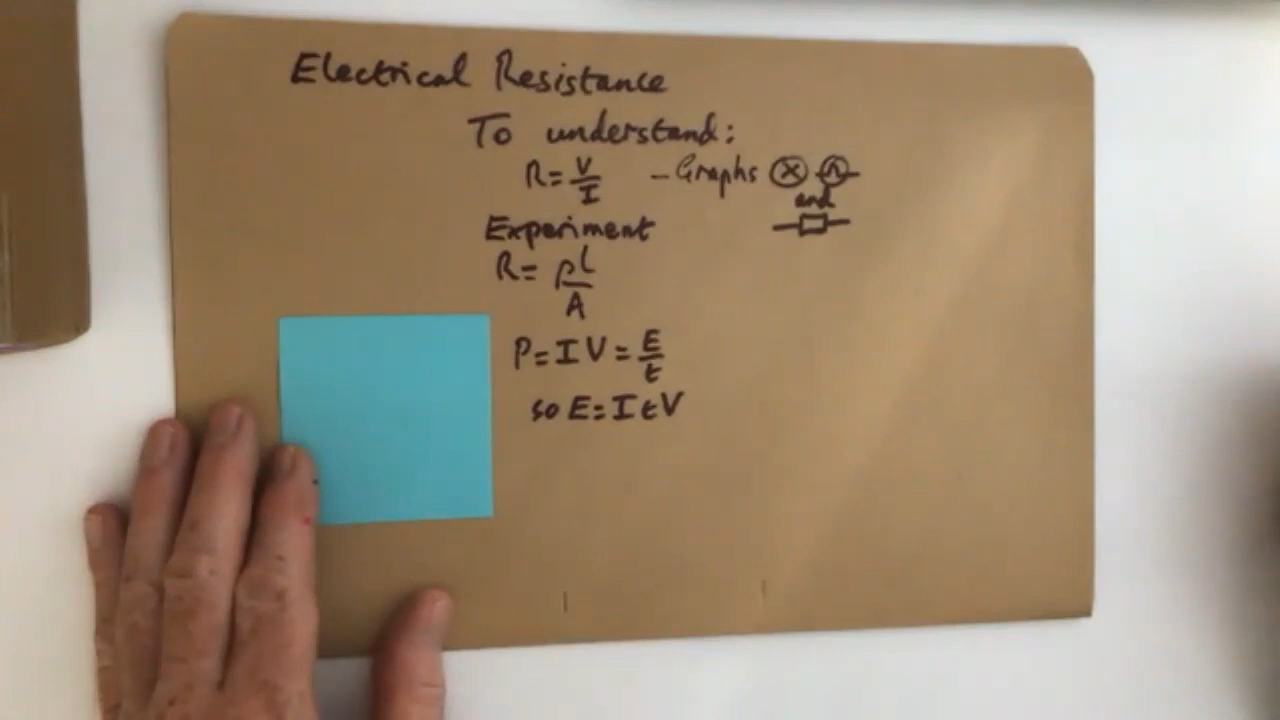 Electrical Resistance
To understand:
R = V/I - Graphs ⊗ and
Experiment
R = ρl/A
P = IV = E/t
so E = ItV